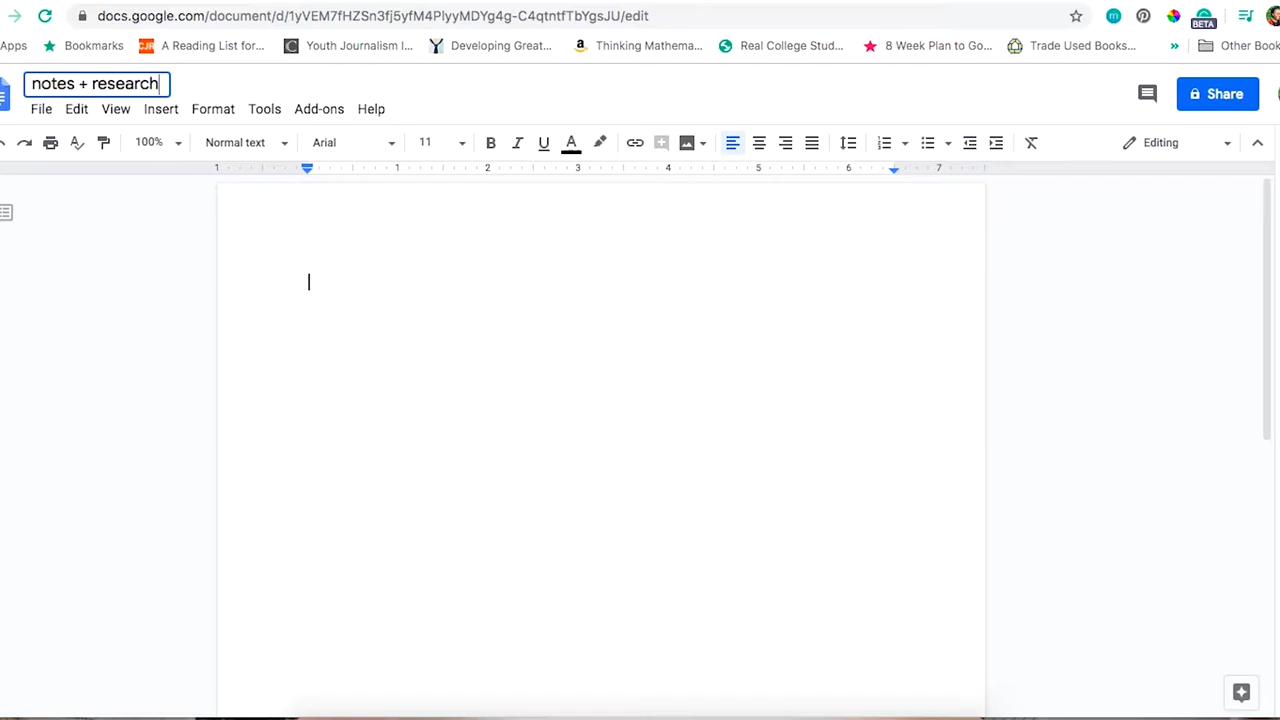 docs.google.com/document/d/1yVEM7fHZSn3fj5yfM4PlyyMDYg4g-C4qtntfTbYgsJU/edit
BETA
Apps Bookmarks CJR A Reading List for... Youth Journalism I... Developing Great... Thinking Mathema... Real College Stud... 8 Week Plan to Go... Trade Used Books... » Other Book
notes + research
File Edit View Insert Format Tools Add-ons Help
Share
100% Normal text Arial 11 B I U A Editing
1 1 2 3 4 5 6 7